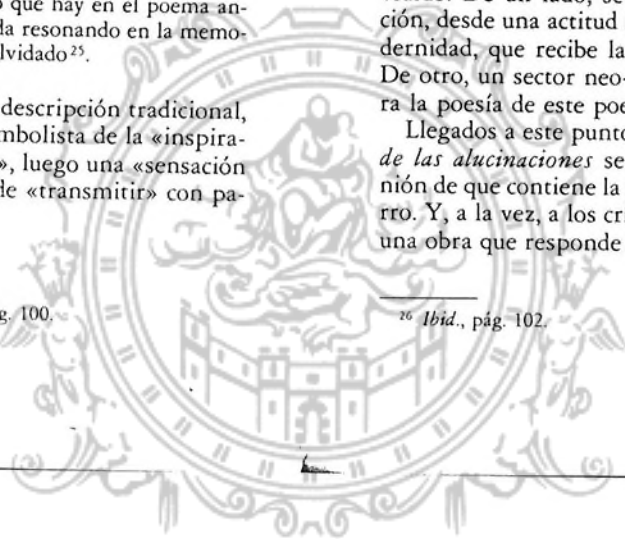 que hay en el poema an-
da resonando en la memo-
lvidado ²⁵.
descripción tradicional,
mbolista de la «inspira-
», luego una «sensación
de «transmitir» con pa-
g. 100.
ción, desde una actitud
dernidad, que recibe la
De otro, un sector neo-
ra la poesía de este poe
Llegados a este punto
de las alucinaciones se
nión de que contiene la
rro. Y, a la vez, a los cr
una obra que responde
²⁶ Ibid., pág. 102.